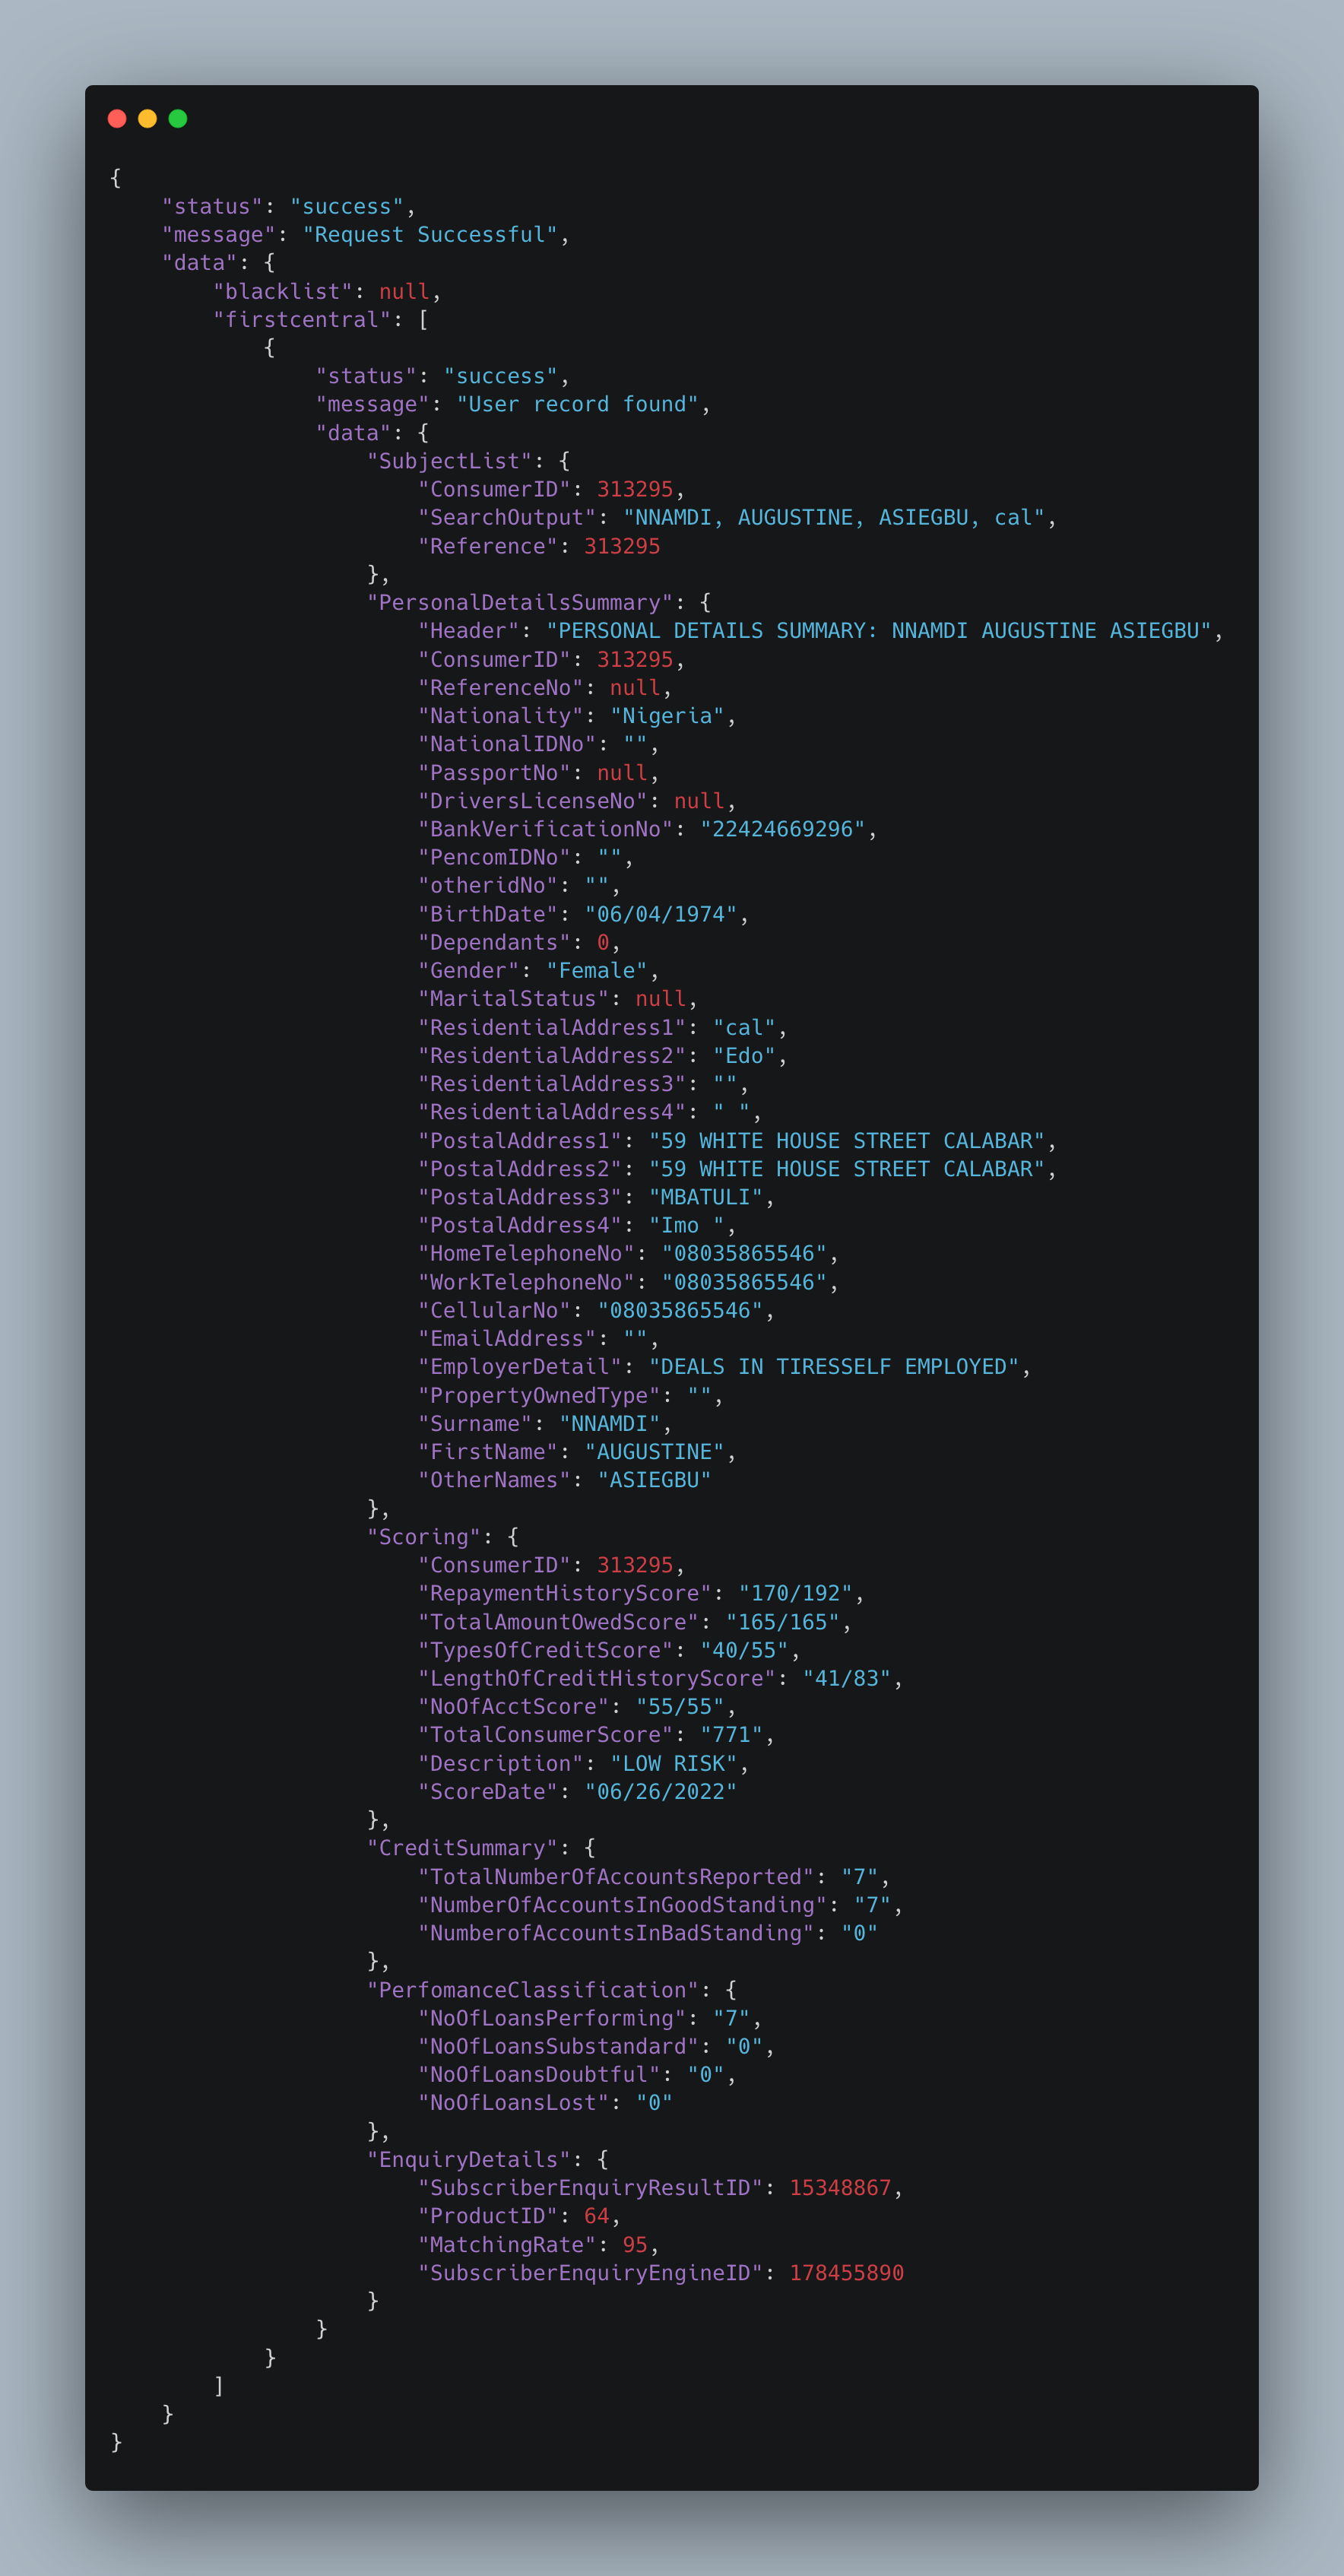 {
    "status": "success",
    "message": "Request Successful",
    "data": {
        "blacklist": null,
        "firstcentral": [
            {
                "status": "success",
                "message": "User record found",
                "data": {
                    "SubjectList": {
                        "ConsumerID": 313295,
                        "SearchOutput": "NNAMDI, AUGUSTINE, ASIEGBU, cal",
                        "Reference": 313295
                    },
                    "PersonalDetailsSummary": {
                        "Header": "PERSONAL DETAILS SUMMARY: NNAMDI AUGUSTINE ASIEGBU",
                        "ConsumerID": 313295,
                        "ReferenceNo": null,
                        "Nationality": "Nigeria",
                        "NationalIDNo": "",
                        "PassportNo": null,
                        "DriversLicenseNo": null,
                        "BankVerificationNo": "22424669296",
                        "PencomIDNo": "",
                        "otheridNo": "",
                        "BirthDate": "06/04/1974",
                        "Dependants": 0,
                        "Gender": "Female",
                        "MaritalStatus": null,
                        "ResidentialAddress1": "cal",
                        "ResidentialAddress2": "Edo",
                        "ResidentialAddress3": "",
                        "ResidentialAddress4": " ",
                        "PostalAddress1": "59 WHITE HOUSE STREET CALABAR",
                        "PostalAddress2": "59 WHITE HOUSE STREET CALABAR",
                        "PostalAddress3": "MBATULI",
                        "PostalAddress4": "Imo ",
                        "HomeTelephoneNo": "08035865546",
                        "WorkTelephoneNo": "08035865546",
                        "CellularNo": "08035865546",
                        "EmailAddress": "",
                        "EmployerDetail": "DEALS IN TIRESSELF EMPLOYED",
                        "PropertyOwnedType": "",
                        "Surname": "NNAMDI",
                        "FirstName": "AUGUSTINE",
                        "OtherNames": "ASIEGBU"
                    },
                    "Scoring": {
                        "ConsumerID": 313295,
                        "RepaymentHistoryScore": "170/192",
                        "TotalAmountOwedScore": "165/165",
                        "TypesOfCreditScore": "40/55",
                        "LengthOfCreditHistoryScore": "41/83",
                        "NoOfAcctScore": "55/55",
                        "TotalConsumerScore": "771",
                        "Description": "LOW RISK",
                        "ScoreDate": "06/26/2022"
                    },
                    "CreditSummary": {
                        "TotalNumberOfAccountsReported": "7",
                        "NumberOfAccountsInGoodStanding": "7",
                        "NumberofAccountsInBadStanding": "0"
                    },
                    "PerfomanceClassification": {
                        "NoOfLoansPerforming": "7",
                        "NoOfLoansSubstandard": "0",
                        "NoOfLoansDoubtful": "0",
                        "NoOfLoansLost": "0"
                    },
                    "EnquiryDetails": {
                        "SubscriberEnquiryResultID": 15348867,
                        "ProductID": 64,
                        "MatchingRate": 95,
                        "SubscriberEnquiryEngineID": 178455890
                    }
                }
            }
        ]
    }
}